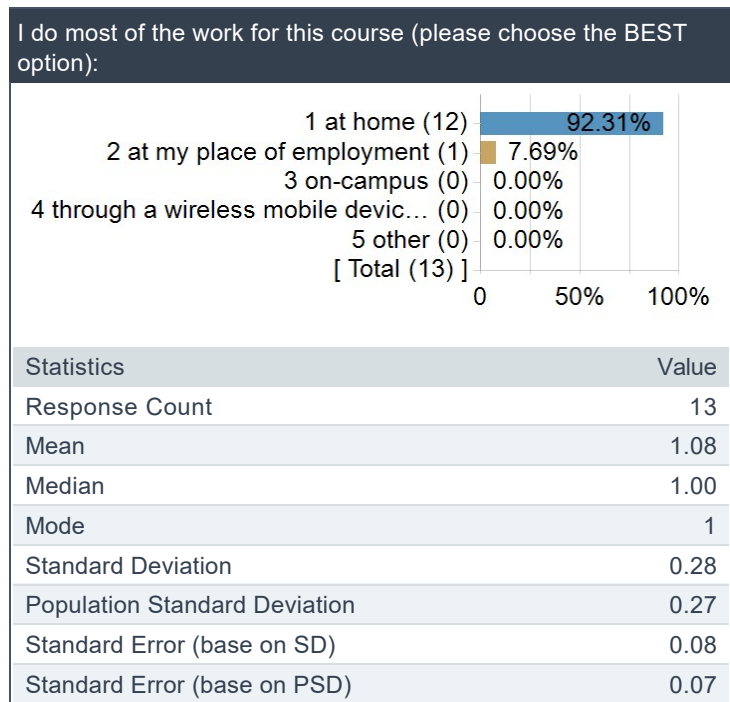 I do most of the work for this course (please choose the BEST
option):
1 at home (12) 92.31%
2 at my place of employment (1) 7.69%
3 on-campus (0) 0.00%
4 through a wireless mobile devic... (0) 0.00%
5 other (0) 0.00%
[ Total (13) ]
0 50% 100%
Statistics Value
Response Count 13
Mean 1.08
Median 1.00
Mode 1
Standard Deviation 0.28
Population Standard Deviation 0.27
Standard Error (base on SD) 0.08
Standard Error (base on PSD) 0.07